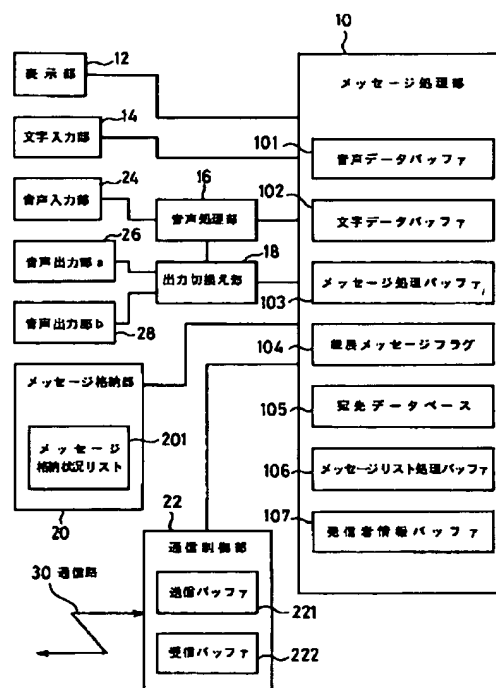 10
メッセージ処理部
12
表示部
14
文字入力部
24
音声入力部
16
音声処理部
26
音声出力部a
18
出力切換え部
音声出力部b
28
101
音声データバッファ
102
文字データバッファ
メッセージ処理バッファ
103
104
メッセージフラグ
105
宛先データベース
106
メッセージリスト処理バッファ
107
発信者情報バッファ
メッセージ格納部
201
メッセージ
格納状況リスト
20
22
通信制御部
30 通信路
送信バッファ
221
受信バッファ
222